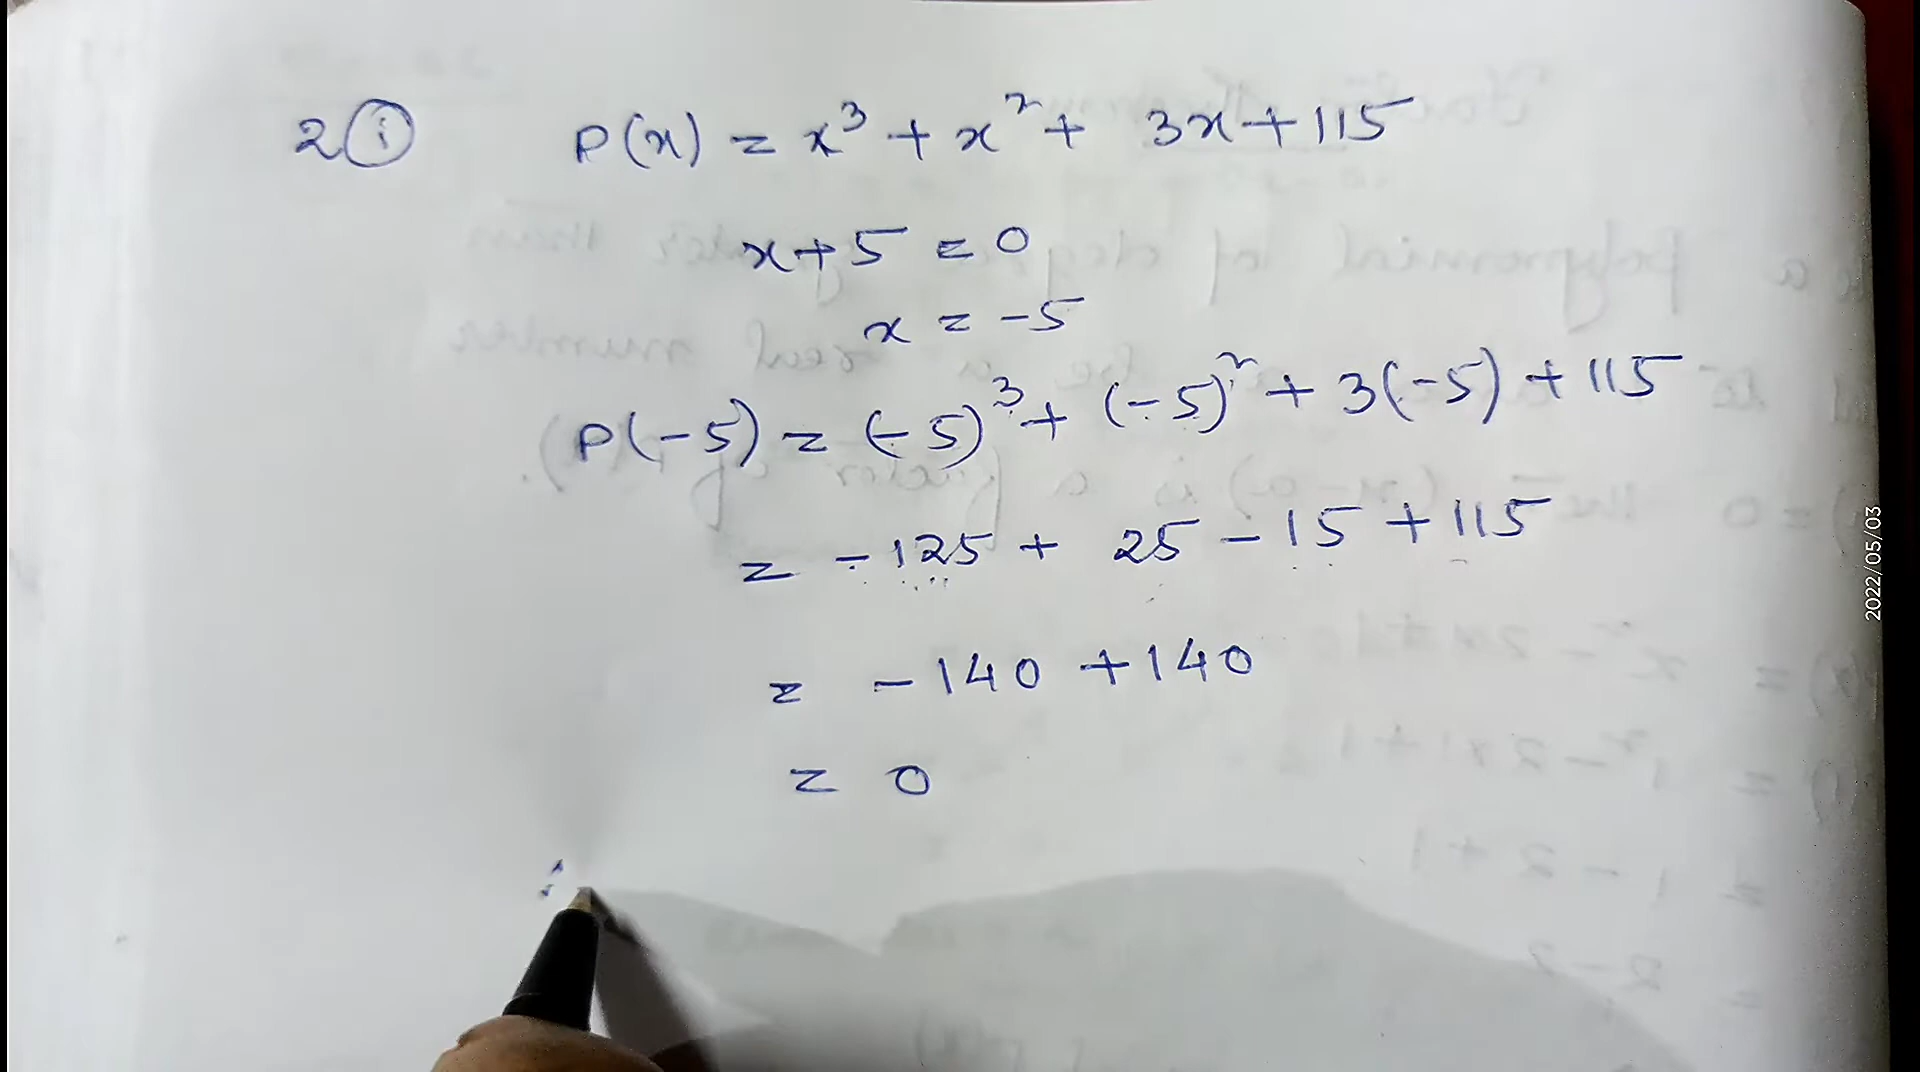 2 (i) P(x) = x³ + x² + 3x + 115
x + 5 = 0
x = -5
P(-5) = (-5)³ + (-5)² + 3(-5) + 115
= -125 + 25 - 15 + 115
= -140 + 140
= 0
2022/05/03